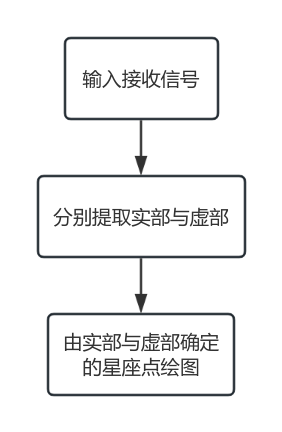 输入接收信号
分别提取实部与虚部
由实部与虚部确定
的星座点绘图